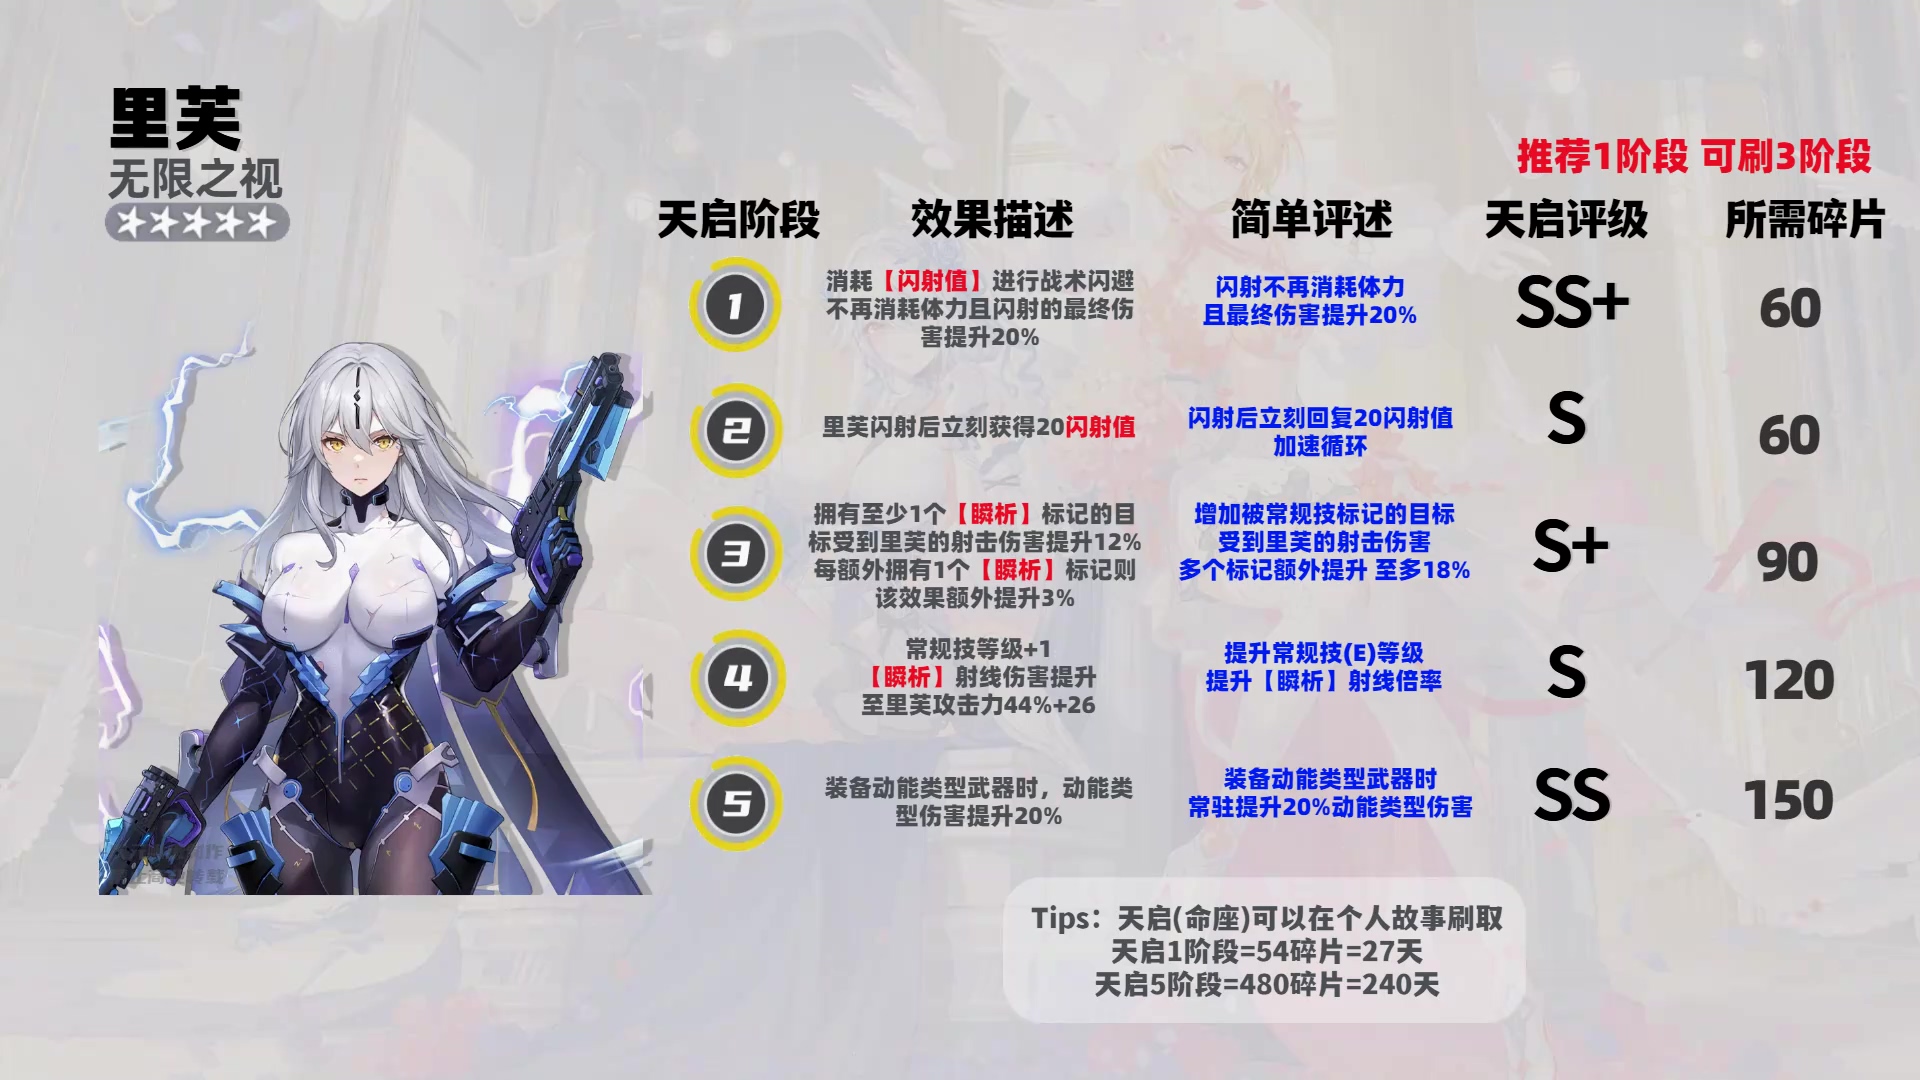 里芙
无限之视
推荐1阶段 可刷3阶段
天启阶段 效果描述 简单评述 天启评级 所需碎片
1
消耗【闪射值】进行战术闪避
不再消耗体力且闪射的最终伤
害提升20%
闪射不再消耗体力
且最终伤害提升20%
SS+
60
2
里芙闪射后立刻获得20闪射值
闪射后立刻回复20闪射值
加速循环
S
60
3
拥有至少1个【瞬析】标记的目
标受到里芙的射击伤害提升12%
每额外拥有1个【瞬析】标记则
该效果额外提升3%
增加被常规技标记的目标
受到里芙的射击伤害
多个标记额外提升 至多18%
S+
90
4
常规技等级+1
【瞬析】射线伤害提升
至里芙攻击力44%+26
提升常规技(E)等级
提升【瞬析】射线倍率
S
120
5
装备动能类型武器时，动能类
型伤害提升20%
装备动能类型武器时
常驻提升20%动能类型伤害
SS
150
Tips：天启(命座)可以在个人故事刷取
天启1阶段=54碎片=27天
天启5阶段=480碎片=240天